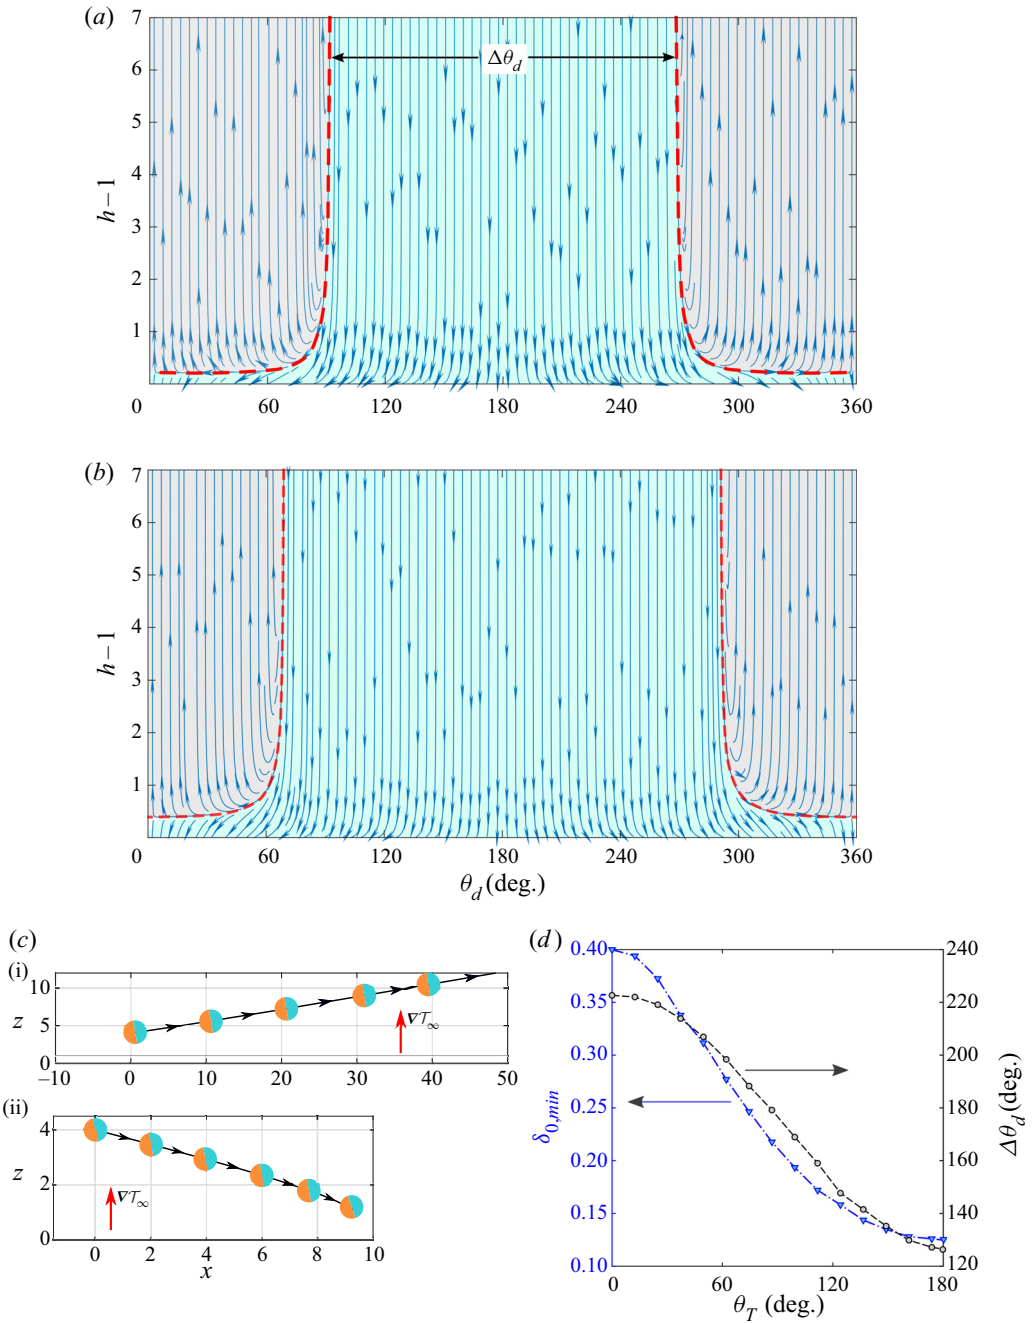 (a)
7
6
5
4
3
2
1
h – 1
Δθd
0 60 120 180 240 300 360
(b)
7
6
5
4
3
2
1
h – 1
0 60 120 180 240 300 360
θd (deg.)
(c)
(i)
10
5
0
z
∇T∞
–10 0 10 20 30 40 50
(ii)
4
2
0
z
∇T∞
0 2 4 6 8 10
x
(d)
0.40
0.35
0.30
0.25
0.20
0.15
0.10
δ0,min
240
220
200
180
160
140
120
Δθd (deg.)
0 60 120 180
θT (deg.)